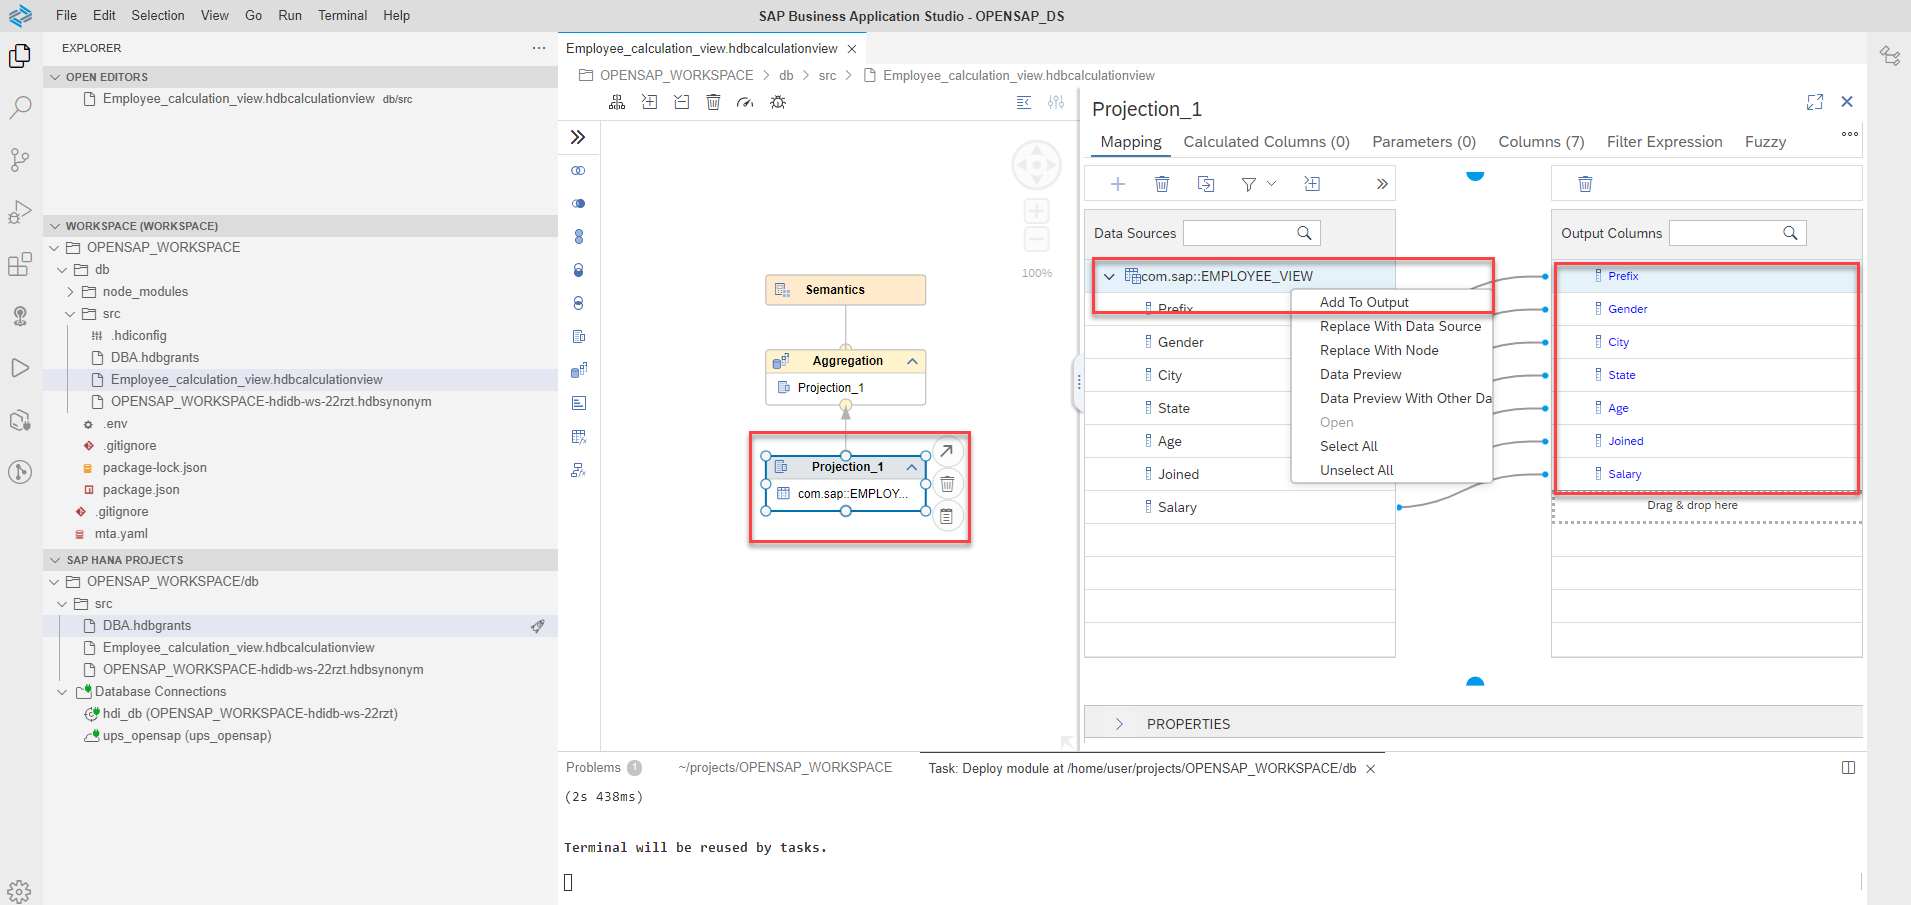 File Edit Selection View Go Run Terminal Help
SAP Business Application Studio - OPENSAP_DS
EXPLORER
OPEN EDITORS
Employee_calculation_view.hdbcalculationview db/src
WORKSPACE (WORKSPACE)
OPENSAP_WORKSPACE
db
node_modules
src
.hdiconfig
DBA.hdbgrants
Employee_calculation_view.hdbcalculationview
OPENSAP_WORKSPACE-hdidb-ws-22rzt.hdbsynonym
.env
.gitignore
package-lock.json
package.json
.gitignore
mta.yaml
SAP HANA PROJECTS
OPENSAP_WORKSPACE/db
src
DBA.hdbgrants
Employee_calculation_view.hdbcalculationview
OPENSAP_WORKSPACE-hdidb-ws-22rzt.hdbsynonym
Database Connections
hdi_db (OPENSAP_WORKSPACE-hdidb-ws-22rzt)
ups_opensap (ups_opensap)
Employee_calculation_view.hdbcalculationview
OPENSAP_WORKSPACE db src Employee_calculation_view.hdbcalculationview
100%
Semantics
Aggregation
Projection_1
Projection_1
com.sap::EMPLOY...
Projection_1
Mapping Calculated Columns (0) Parameters (0) Columns (7) Filter Expression Fuzzy
Data Sources
com.sap::EMPLOYEE_VIEW
Prefix
Gender
City
State
Age
Joined
Salary
Add To Output
Replace With Data Source
Replace With Node
Data Preview
Data Preview With Other Da
Open
Select All
Unselect All
Output Columns
Prefix
Gender
City
State
Age
Joined
Salary
Drag & drop here
PROPERTIES
Problems 1 ~/projects/OPENSAP_WORKSPACE Task: Deploy module at /home/user/projects/OPENSAP_WORKSPACE/db
(2s 438ms)
Terminal will be reused by tasks.